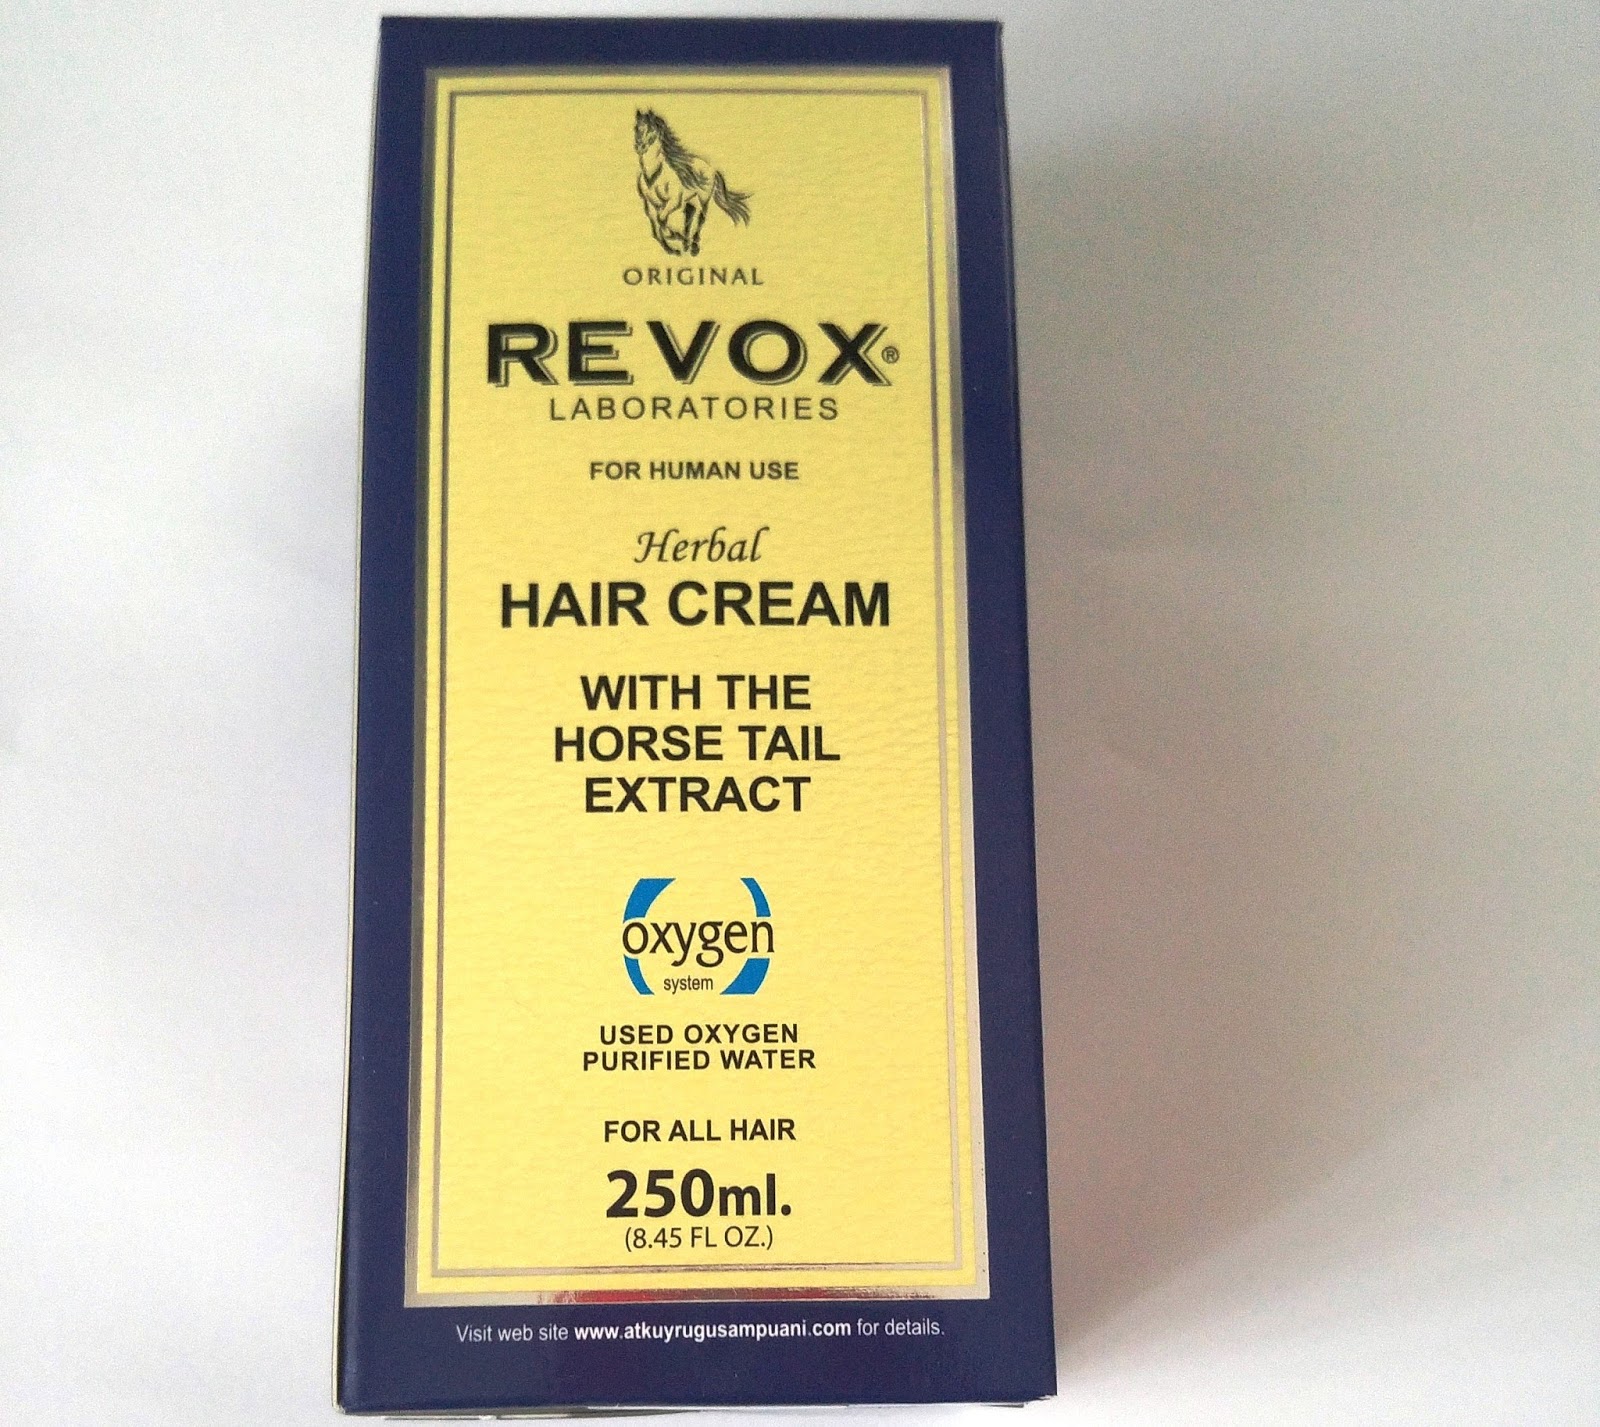 ORIGINAL
REVOX®
LABORATORIES
FOR HUMAN USE
Herbal
HAIR CREAM
WITH THE
HORSE TAIL
EXTRACT
oxygen
system
USED OXYGEN
PURIFIED WATER
FOR ALL HAIR
250ml.
(8.45 FL OZ.)
Visit web site www.atkuyrugusampuani.com for details.